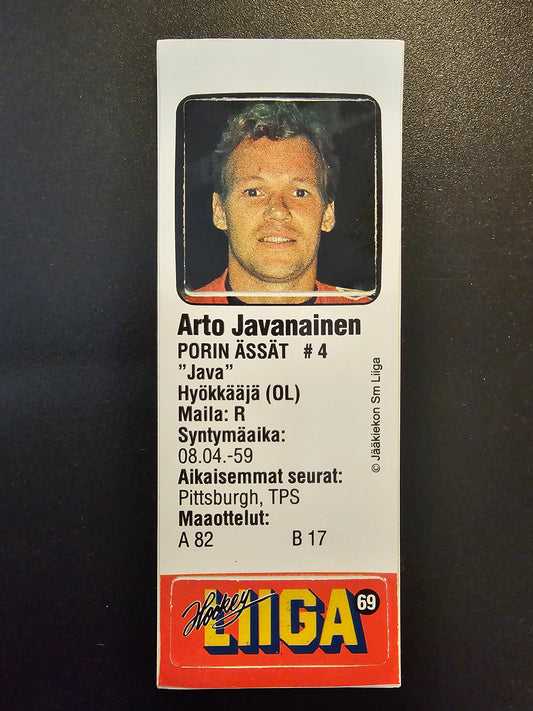 Arto Javanainen
PORIN ÄSSÄT # 4
"Java"
Hyökkääjä (OL)
Maila: R
Syntymäaika:
08.04.-59
Aikaisemmat seurat:
Pittsburgh, TPS
Maaottelut:
A 82 B 17
© Jääkiekon Sm Liiga
Hockey
LIIGA 69